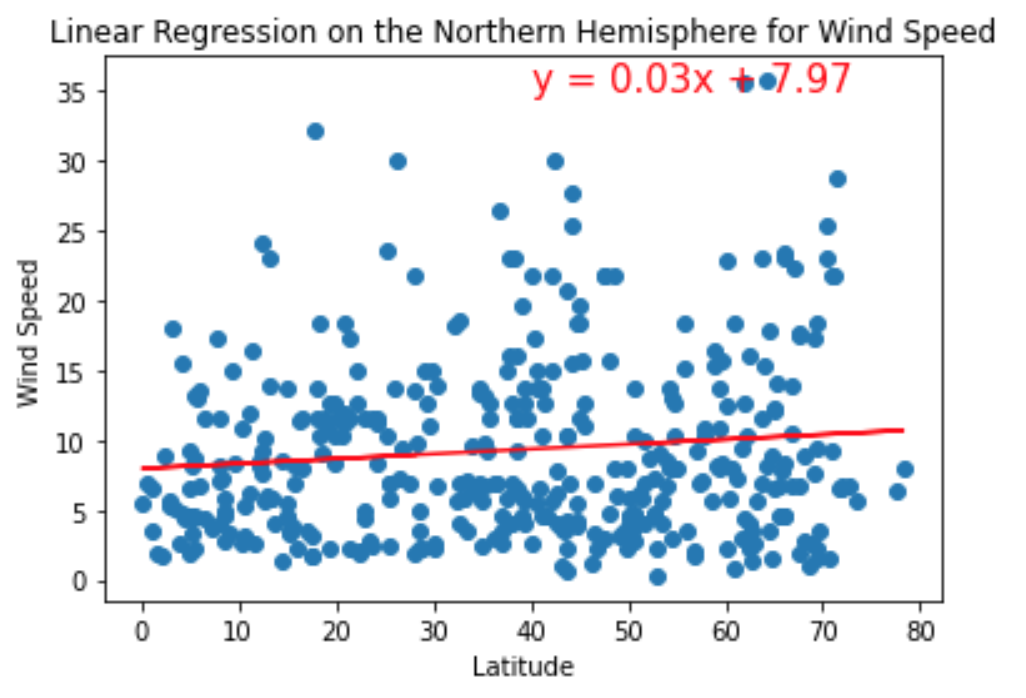 Linear Regression on the Northern Hemisphere for Wind Speed
y = 0.03x + 7.97
35
30
25
20
15
10
5
0
Wind Speed
0 10 20 30 40 50 60 70 80
Latitude